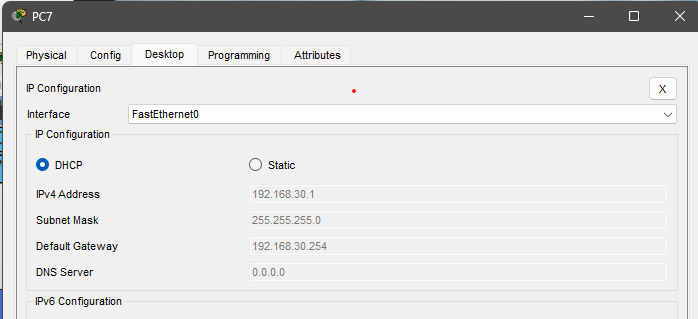 PC7
Physical Config Desktop Programming Attributes
IP Configuration X
Interface FastEthernet0
IP Configuration
DHCP Static
IPv4 Address 192.168.30.1
Subnet Mask 255.255.255.0
Default Gateway 192.168.30.254
DNS Server 0.0.0.0
IPv6 Configuration